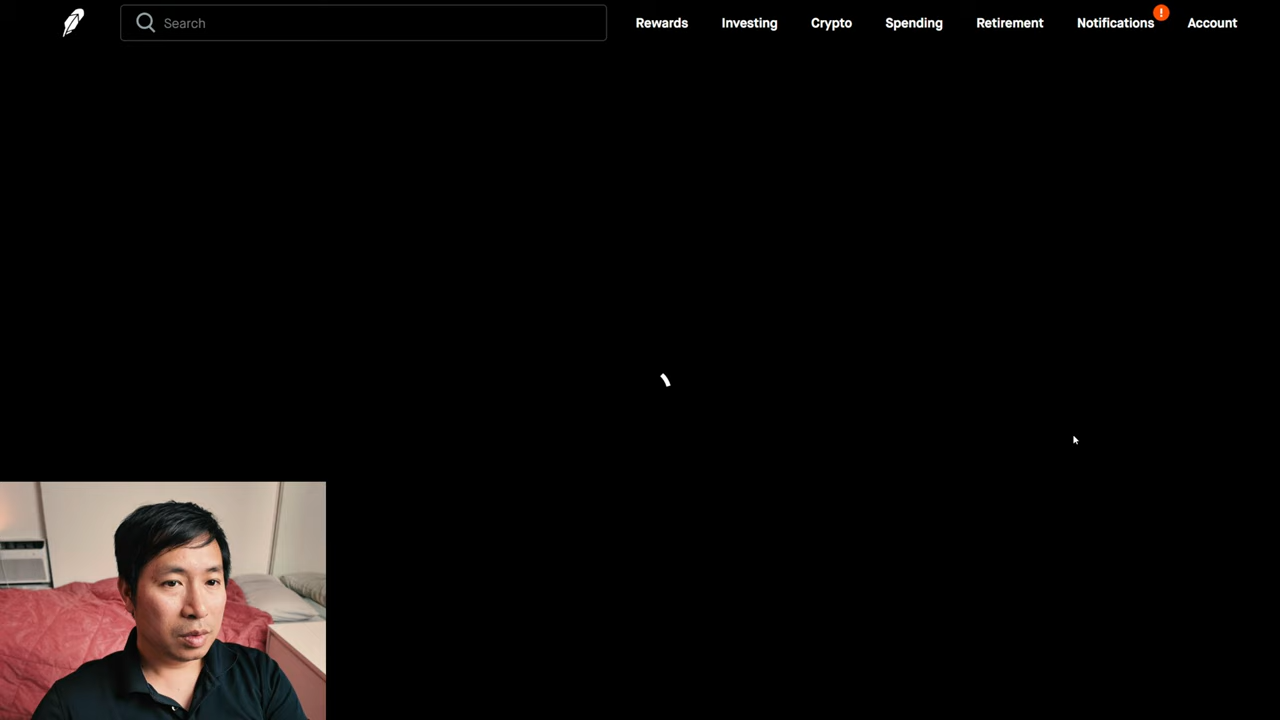 Search
Rewards
Investing
Crypto
Spending
Retirement
Notifications
!
Account